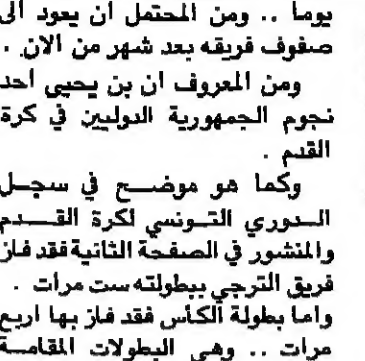 يوما .. ومن المحتمل ان يعود الى
صفوف فريقه بعد شهر من الان .
ومن المعروف ان بن يحيى احد
نجوم الجمهورية الدوليين في كرة
القدم .
وكما هو موضح في سجل
الدوري التونسي لكرة القدم
والمنشور في الصفحة الثانية فقد فاز
فريق الترجي ببطولته ست مرات .
واما بطولة الكأس فقد فاز بها اربع
مرات .. وهي البطولات المقامة